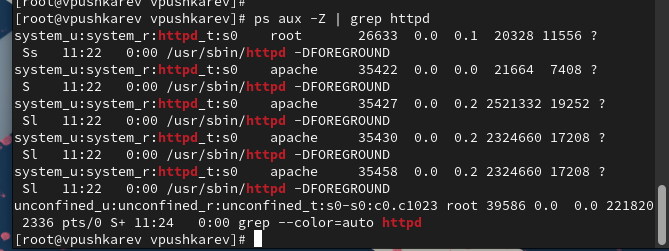 [root@vpushkarev vpushkarev]#
[root@vpushkarev vpushkarev]# ps aux -Z | grep httpd
system_u:system_r:httpd_t:s0    root       26633  0.0  0.1  20328 11556 ?
 Ss   11:22   0:00 /usr/sbin/httpd -DFOREGROUND
system_u:system_r:httpd_t:s0    apache     35422  0.0  0.0  21664  7408 ?
 S    11:22   0:00 /usr/sbin/httpd -DFOREGROUND
system_u:system_r:httpd_t:s0    apache     35427  0.0  0.2 2521332 19252 ?
 Sl   11:22   0:00 /usr/sbin/httpd -DFOREGROUND
system_u:system_r:httpd_t:s0    apache     35430  0.0  0.2 2324660 17208 ?
 Sl   11:22   0:00 /usr/sbin/httpd -DFOREGROUND
system_u:system_r:httpd_t:s0    apache     35458  0.0  0.2 2324660 17208 ?
 Sl   11:22   0:00 /usr/sbin/httpd -DFOREGROUND
unconfined_u:unconfined_r:unconfined_t:s0-s0:c0.c1023 root 39586 0.0  0.0 221820
 2336 pts/0 S+ 11:24   0:00 grep --color=auto httpd
[root@vpushkarev vpushkarev]#